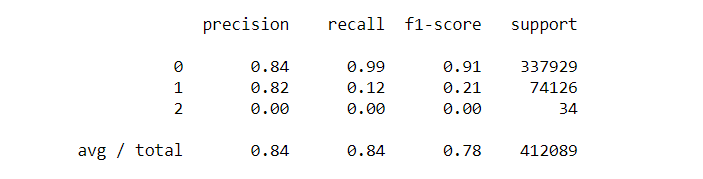 precision recall f1-score support
0 0.84 0.99 0.91 337929
1 0.82 0.12 0.21 74126
2 0.00 0.00 0.00 34
avg / total 0.84 0.84 0.78 412089